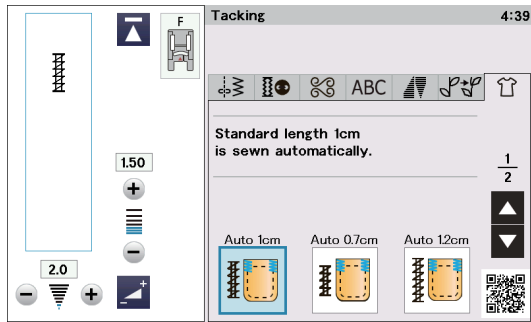 F
1.50
2.0
Tacking
4:39
ABC
Standard length 1cm
is sewn automatically.
1
2
Auto 1cm
Auto 0.7cm
Auto 1.2cm